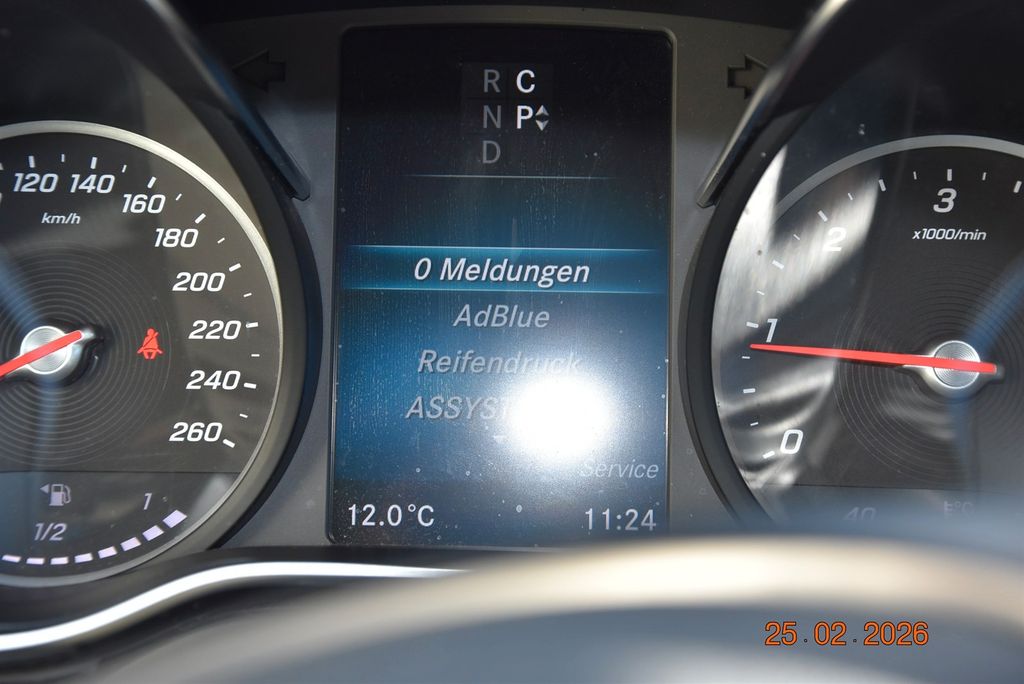 R C
N P
D
120 140
160
km/h
180
200
220
240
260
1
1/2
0 Meldungen
AdBlue
Reifendruck
Service
12.0°C
11:24
3
x1000/min
2
1
0
40
25.02.2026